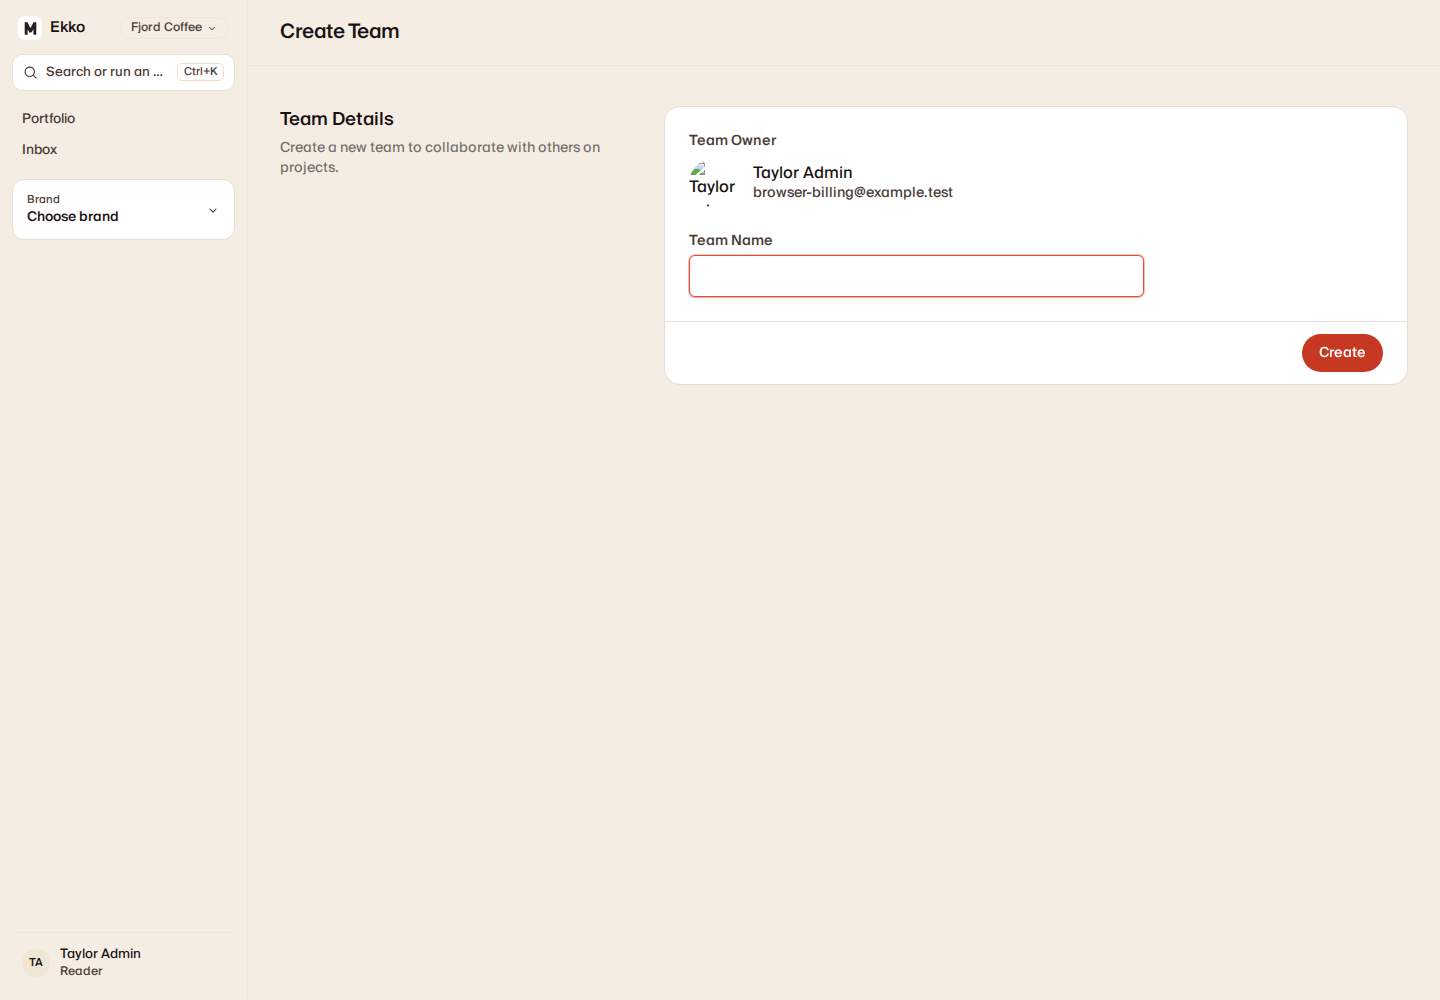 Ekko
Fjord Coffee
Search or run an ...
Ctrl+K
Portfolio
Inbox
Brand
Choose brand
Taylor Admin
Reader
TA
Create Team
Team Details
Create a new team to collaborate with others on
projects.
Team Owner
Taylor
Taylor Admin
browser-billing@example.test
Team Name
Create